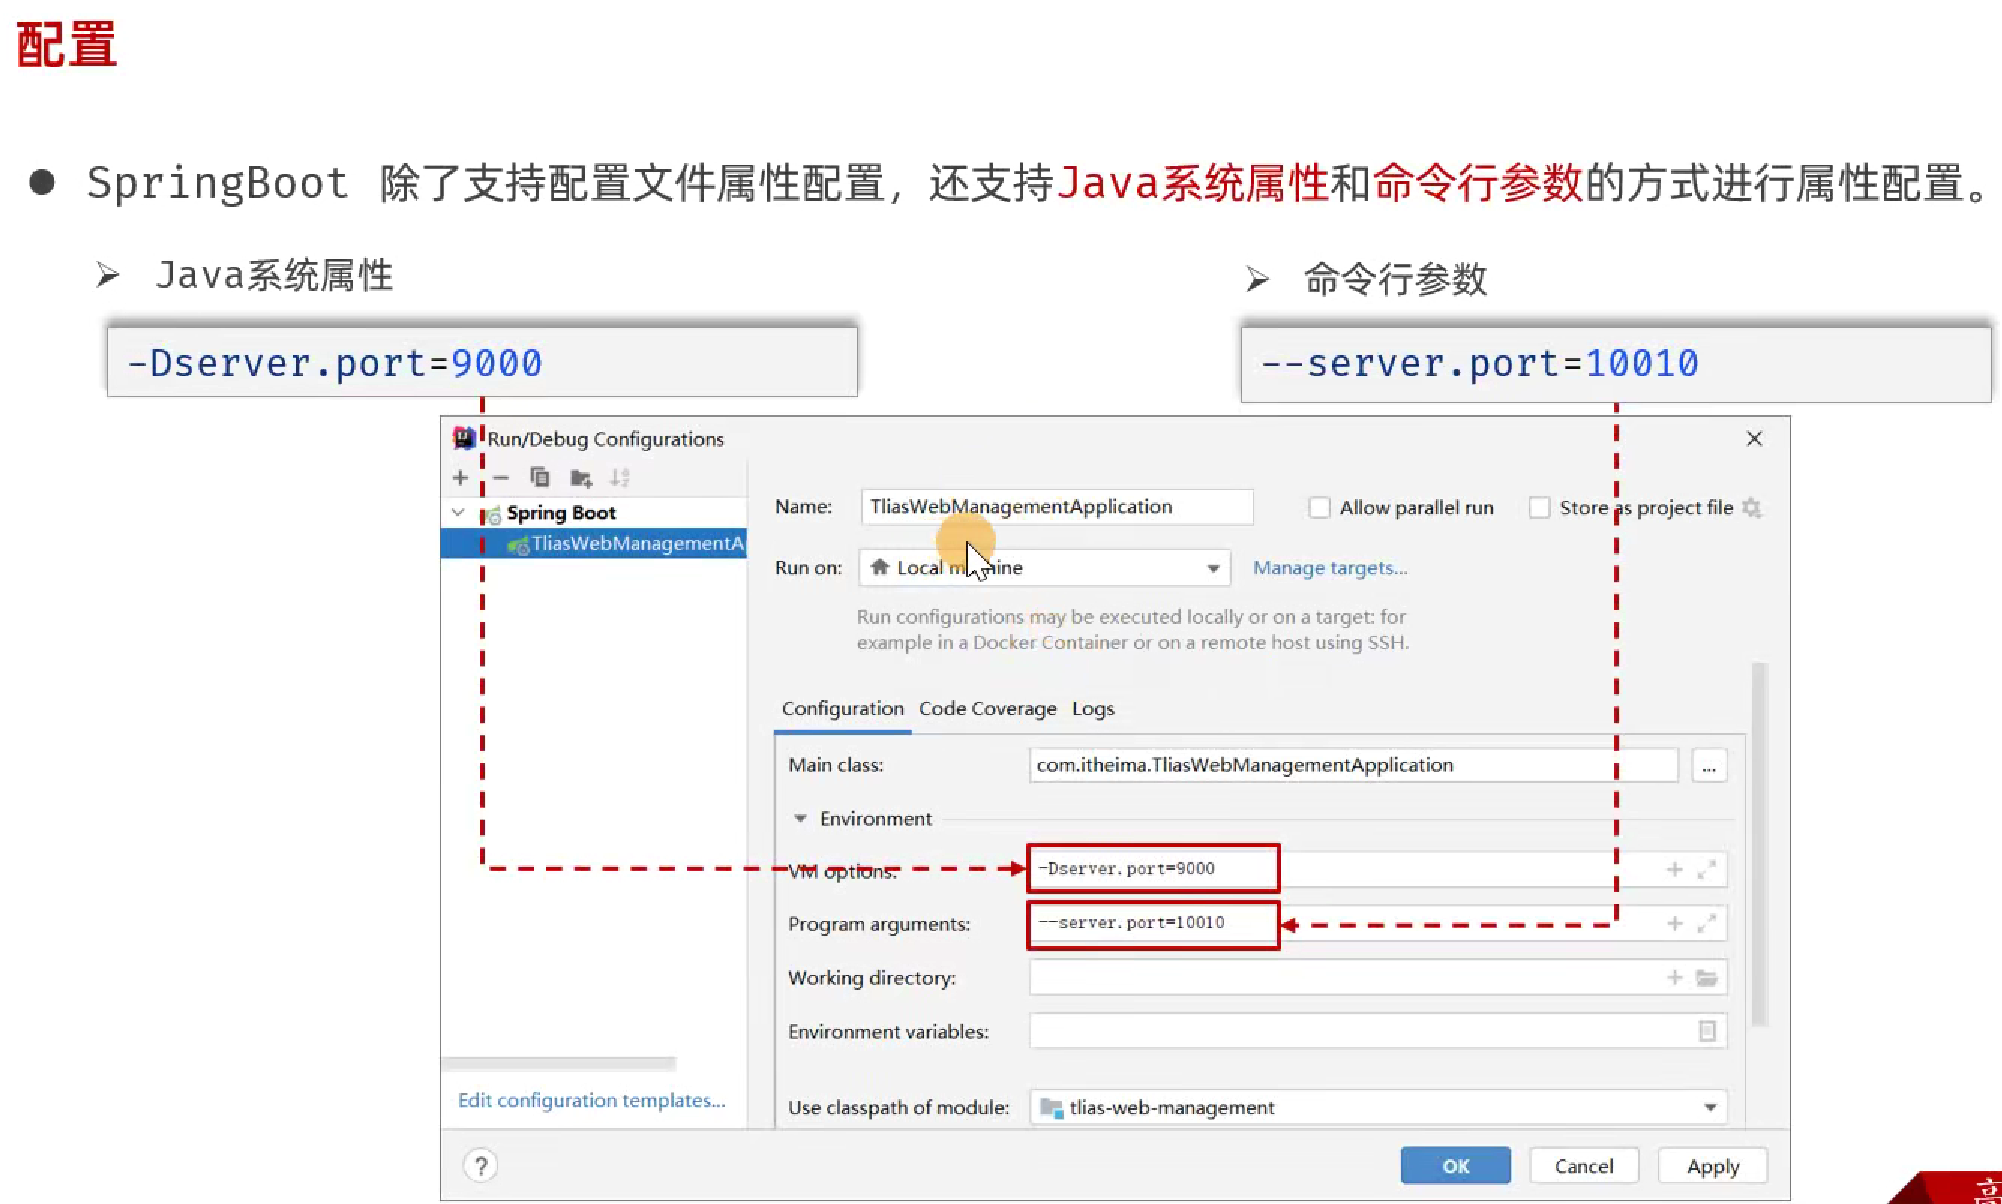 配置
● SpringBoot 除了支持配置文件属性配置，还支持Java系统属性和命令行参数的方式进行属性配置。
➢ Java系统属性
➢ 命令行参数
-Dserver.port=9000
--server.port=10010
Run/Debug Configurations
Spring Boot
TliasWebManagementA
Name: TliasWebManagementApplication
Allow parallel run
Store as project file
Run on: Local machine
Manage targets...
Run configurations may be executed locally or on a target: for
example in a Docker Container or on a remote host using SSH.
Configuration Code Coverage Logs
Main class: com.itheima.TliasWebManagementApplication ...
Environment
VM options: -Dserver.port=9000
Program arguments: --server.port=10010
Working directory:
Environment variables:
Use classpath of module: tlias-web-management
Edit configuration templates...
? OK Cancel Apply
高